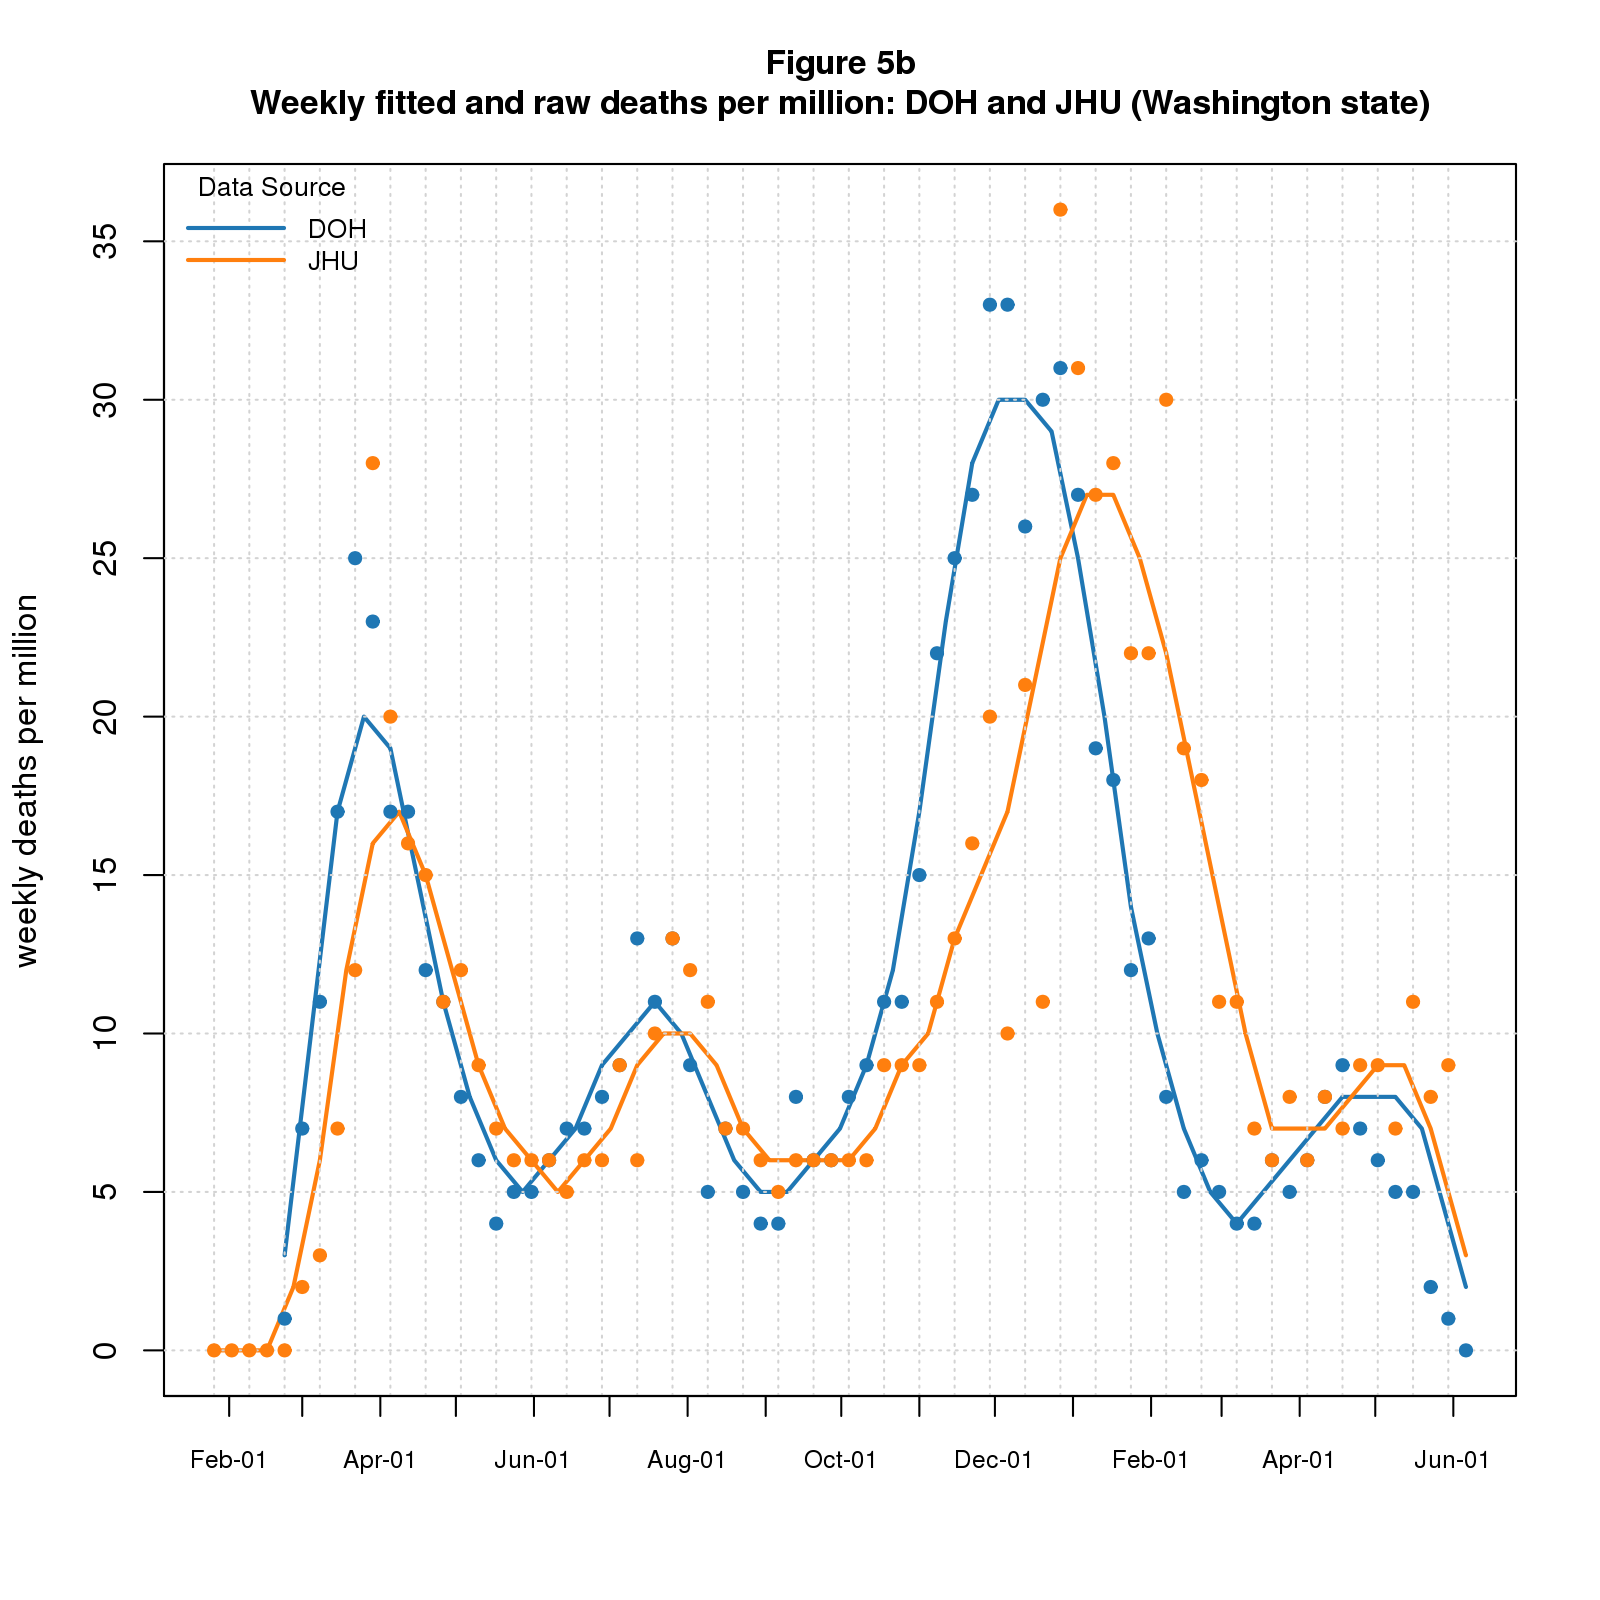 Figure 5b
Weekly fitted and raw deaths per million: DOH and JHU (Washington state)
Data Source
DOH
JHU
weekly deaths per million
35
30
25
20
15
10
5
0
Feb-01
Apr-01
Jun-01
Aug-01
Oct-01
Dec-01
Feb-01
Apr-01
Jun-01